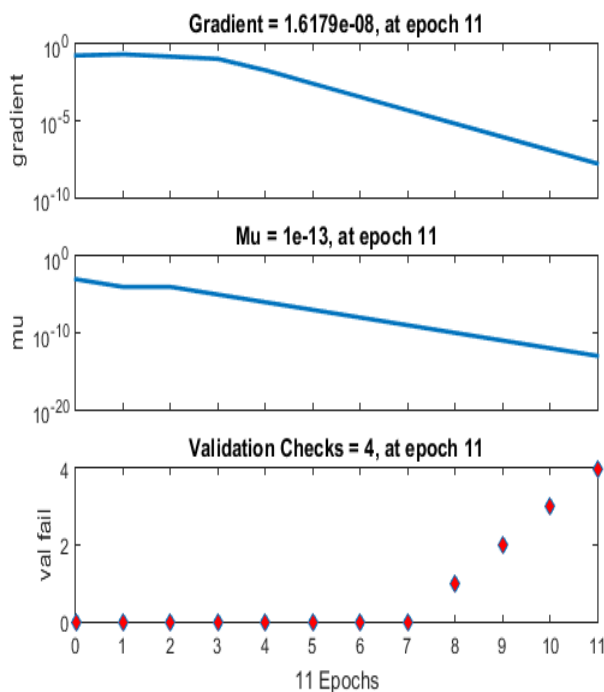 Gradient = 1.6179e-08, at epoch 11
10^0
10^-5
10^-10
gradient
Mu = 1e-13, at epoch 11
10^0
10^-10
10^-20
mu
Validation Checks = 4, at epoch 11
4
2
0
val fail
0 1 2 3 4 5 6 7 8 9 10 11
11 Epochs